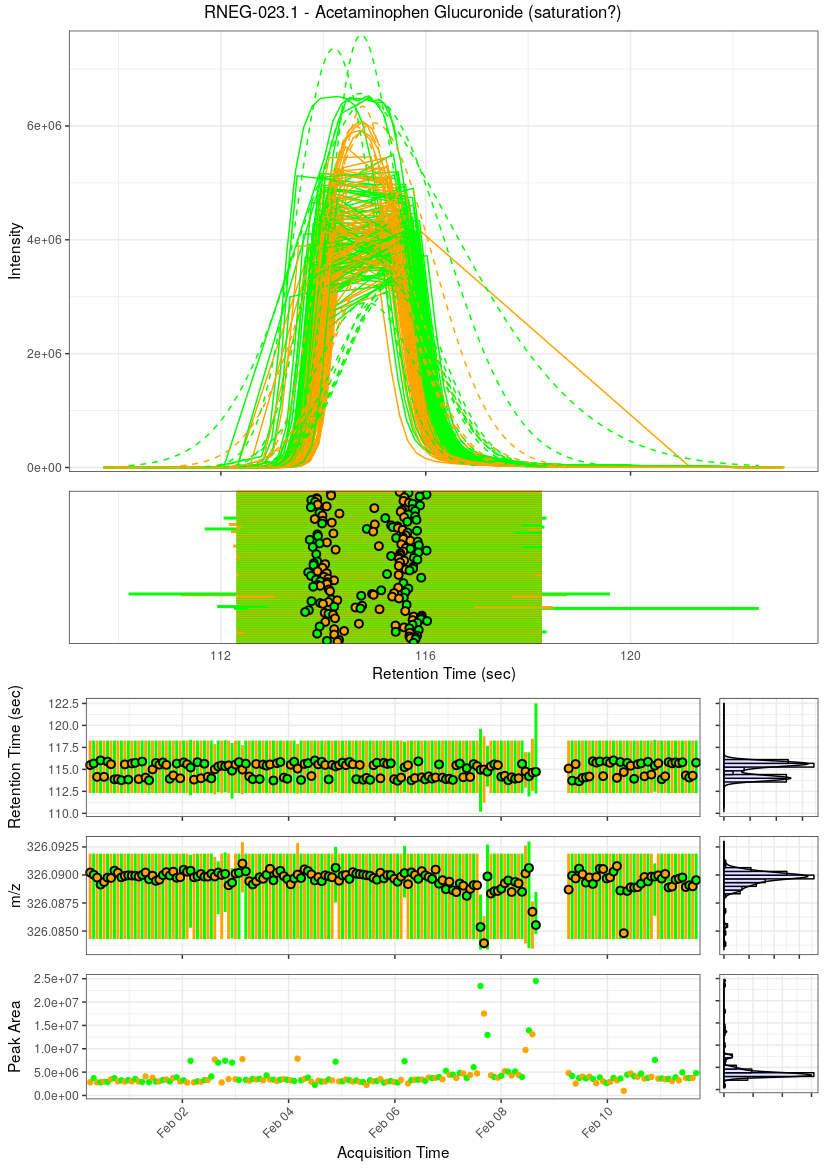 RNEG-023.1 - Acetaminophen Glucuronide (saturation?)
Intensity
6e+06
4e+06
2e+06
0e+00
112
116
120
Retention Time (sec)
Retention Time (sec)
122.5
120.0
117.5
115.0
112.5
110.0
m/z
326.0925
326.0900
326.0875
326.0850
Peak Area
2.5e+07
2.0e+07
1.5e+07
1.0e+07
5.0e+06
0.0e+00
Feb 02
Feb 04
Feb 06
Feb 08
Feb 10
Acquisition Time